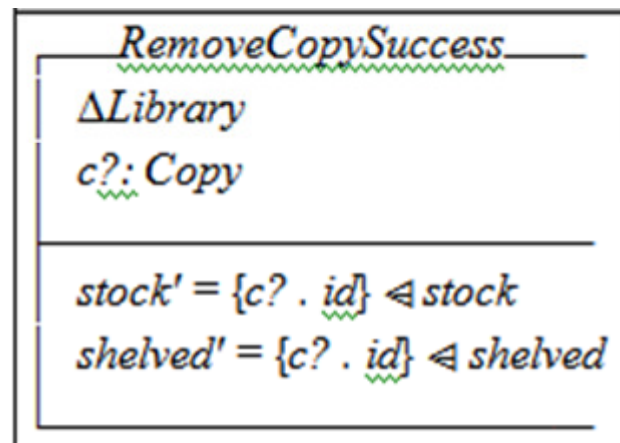 RemoveCopySuccess
ΔLibrary
c?: Copy
stock' = {c? . id} ⩤ stock
shelved' = {c? . id} ⩤ shelved